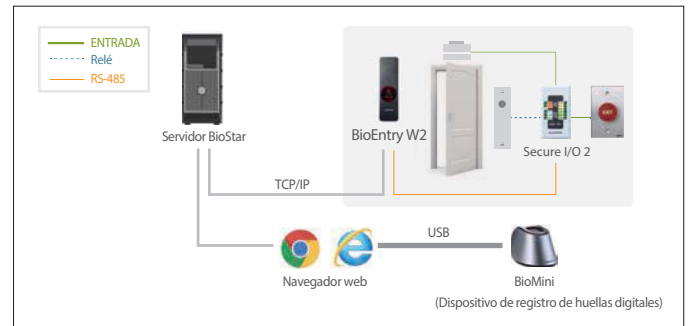 ENTRADA
Relé
RS-485
Servidor BioStar
BioEntry W2
EXIT
Secure I/O 2
TCP/IP
USB
Navegador web
BioMini
(Dispositivo de registro de huellas digitales)